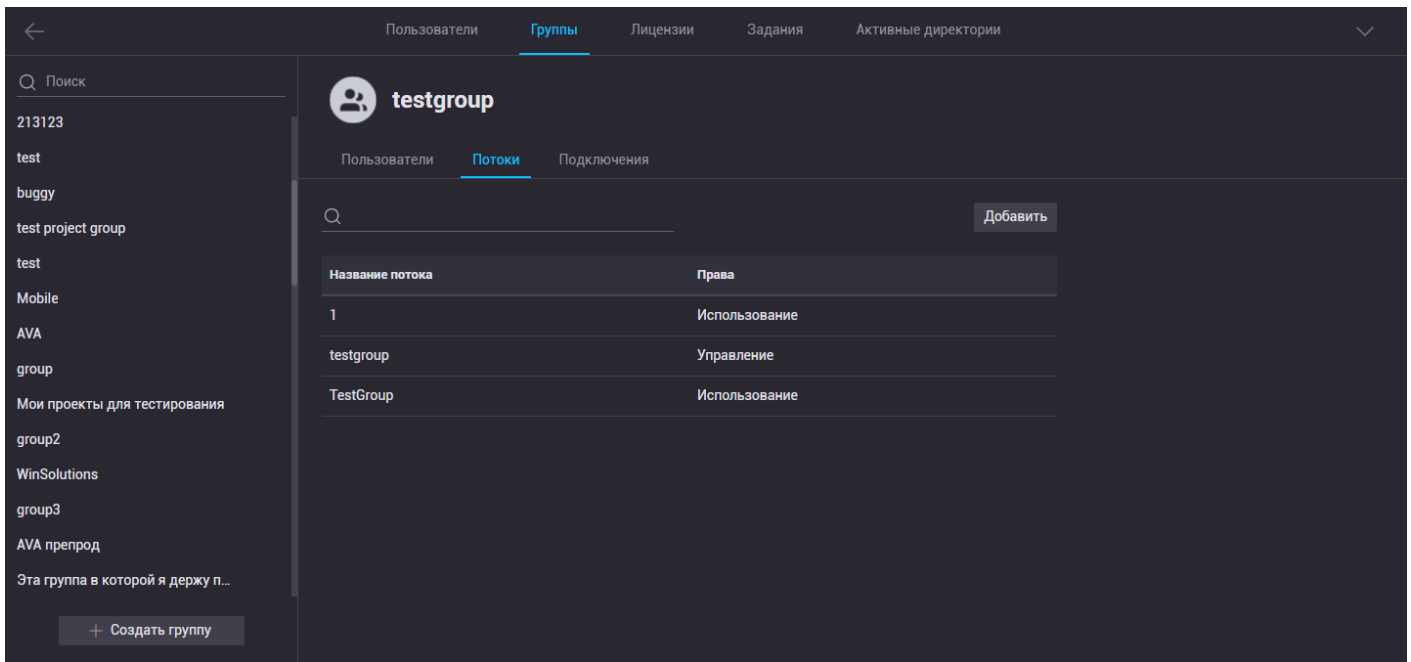 Пользователи Группы Лицензии Задания Активные директории
Поиск
213123
test
buggy
test project group
test
Mobile
AVA
group
Мои проекты для тестирования
group2
WinSolutions
group3
AVA препрод
Эта группа в которой я держу п...
+ Создать группу
testgroup
Пользователи Потоки Подключения
Добавить
Название потока Права
1 Использование
testgroup Управление
TestGroup Использование